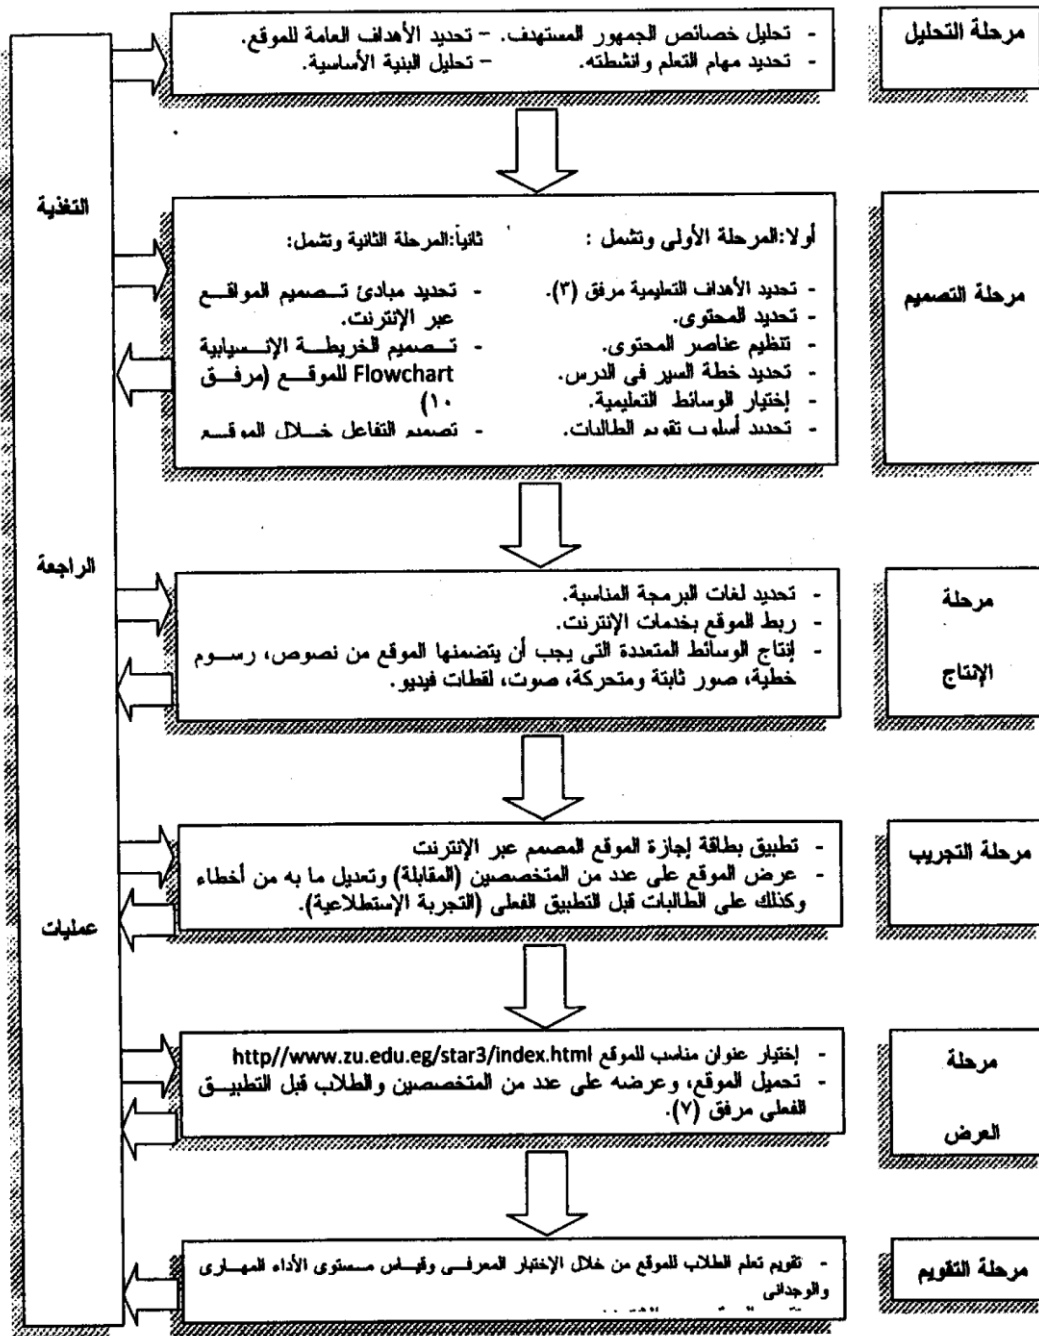 مرحلة التحليل
- تحليل خصائص الجمهور المستهدف. – تحديد الأهداف العامة للموقع.
- تحديد مهام التعلم وانشطته. – تحليل البنية الأساسية.
التغذية
مرحلة التصميم
أولا:المرحلة الأولى وتشمل :
- تحديد الأهداف التعليمية مرفق (٣).
- تحديد المحتوى.
- تنظيم عناصر المحتوى.
- تحديد خطة السير فى الدرس.
- إختيار الوسائط التعليمية.
- تحديد أسلوب تقويم الطالبات.
ثانياً:المرحلة الثانية وتشمل:
- تحديد مبادئ تصميم المواقع
عبر الإنترنت.
- تصميم الخريطة الإنسيابية
Flowchart للموقع (مرفق
١٠)
- تصميم التفاعل خلال الموقع
الراجعة
مرحلة
الإنتاج
- تحديد لغات البرمجة المناسبة.
- ربط الموقع بخدمات الإنترنت.
- إنتاج الوسائط المتعددة التى يجب أن يتضمنها الموقع من نصوص، رسوم
خطية، صور ثابتة ومتحركة، صوت، لقطات فيديو.
مرحلة التجريب
- تطبيق بطاقة إجازة الموقع المصمم عبر الإنترنت
- عرض الموقع على عدد من المتخصصين (المقابلة) وتعديل ما به من أخطاء
وكذلك على الطالبات قبل التطبيق الفعلى (التجربة الإستطلاعية).
عمليات
مرحلة
العرض
- إختيار عنوان مناسب للموقع http//www.zu.edu.eg/star3/index.html
- تحميل الموقع، وعرضه على عدد من المتخصصين والطلاب قبل التطبيق
الفعلى مرفق (٧).
مرحلة التقويم
- تقويم تعلم الطلاب للموقع من خلال الإختبار المعرفى وقياس مستوى الأداء المهارى
والوجدانى